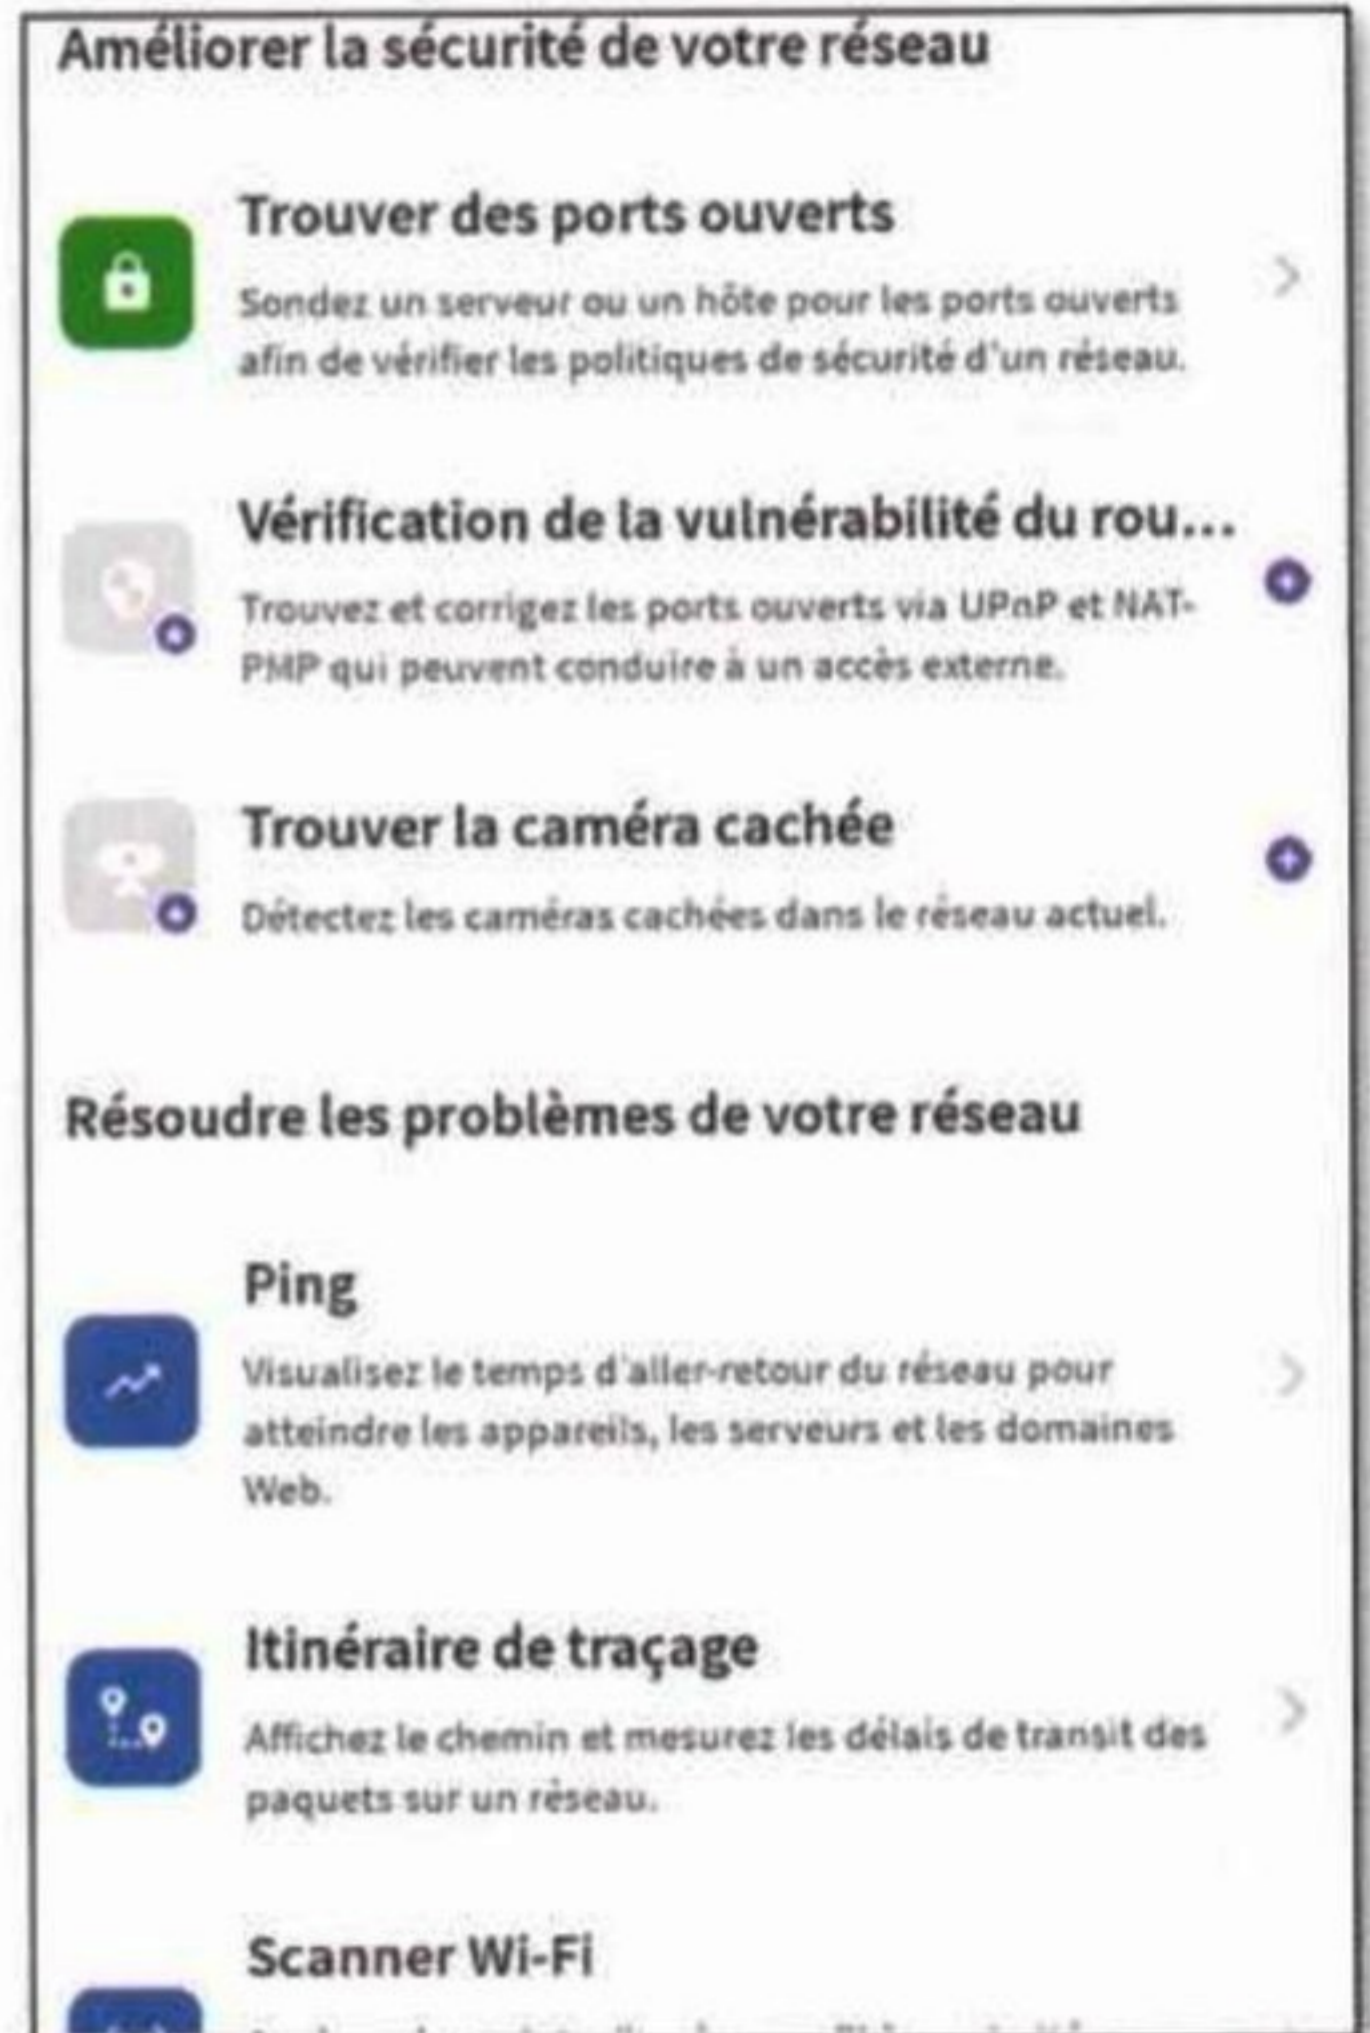 Améliorer la sécurité de votre réseau
Trouver des ports ouverts
Sondez un serveur ou un hôte pour les ports ouverts
afin de vérifier les politiques de sécurité d'un réseau.
Vérification de la vulnérabilité du rou...
Trouvez et corrigez les ports ouverts via UPnP et NAT-
PMP qui peuvent conduire à un accès externe.
Trouver la caméra cachée
Détectez les caméras cachées dans le réseau actuel.
Résoudre les problèmes de votre réseau
Ping
Visualisez le temps d'aller-retour du réseau pour
atteindre les appareils, les serveurs et les domaines
Web.
Itinéraire de traçage
Affichez le chemin et mesurez les délais de transit des
paquets sur un réseau.
Scanner Wi-Fi